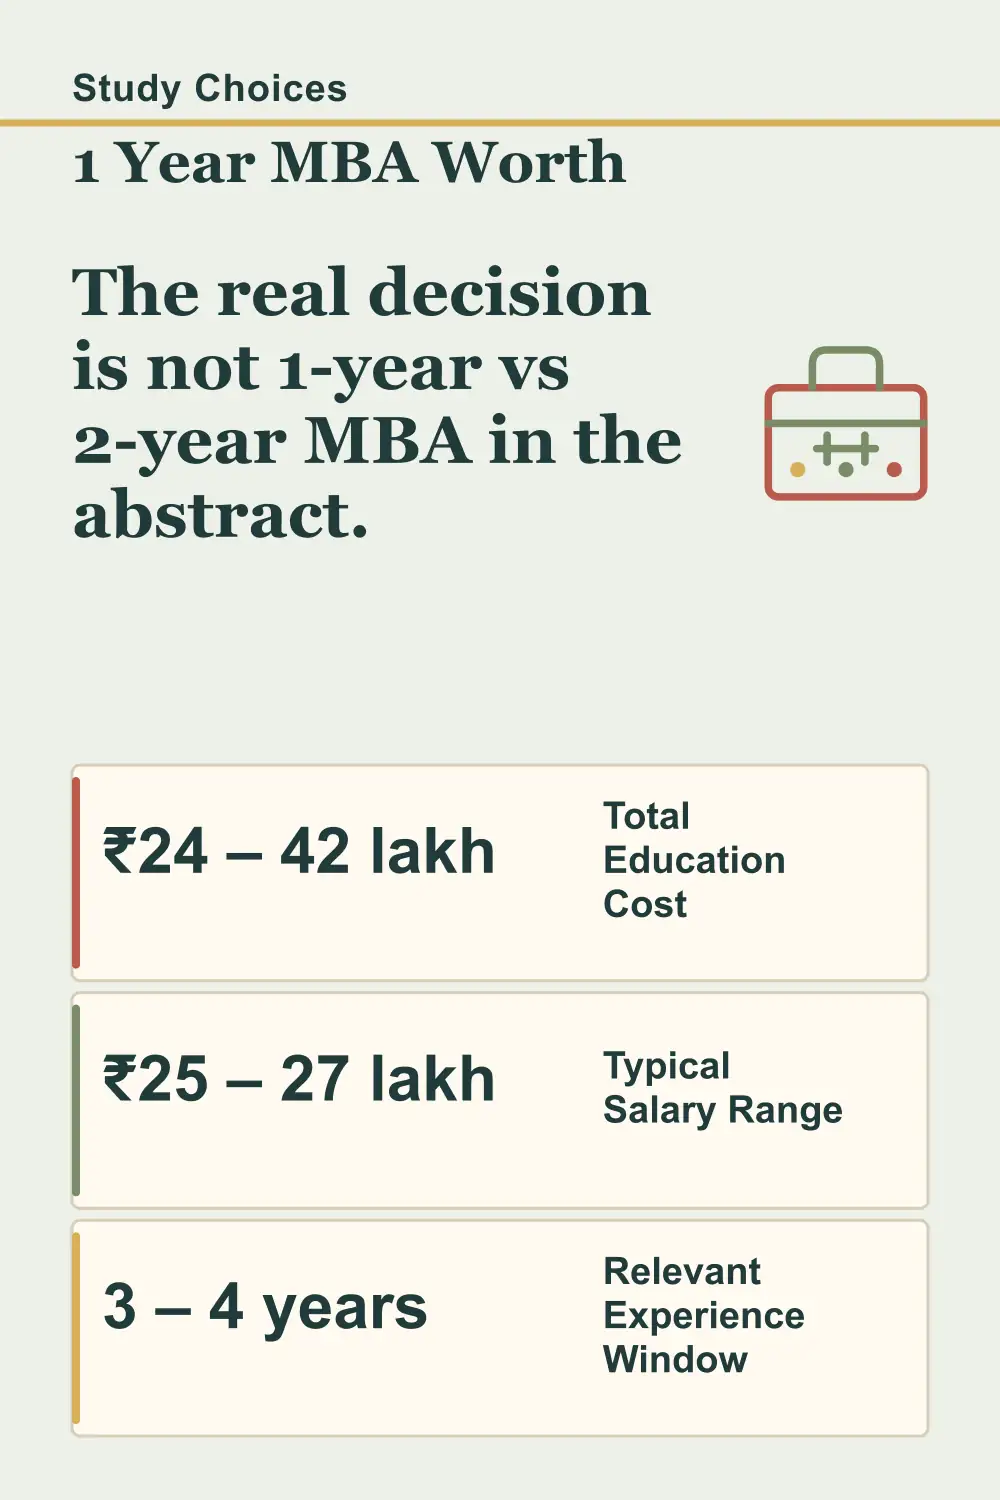 Study Choices
1 Year MBA Worth
The real decision
is not 1-year vs
2-year MBA in the
abstract.
₹24 – 42 lakh
Total
Education
Cost
₹25 – 27 lakh
Typical
Salary Range
3 – 4 years
Relevant
Experience
Window